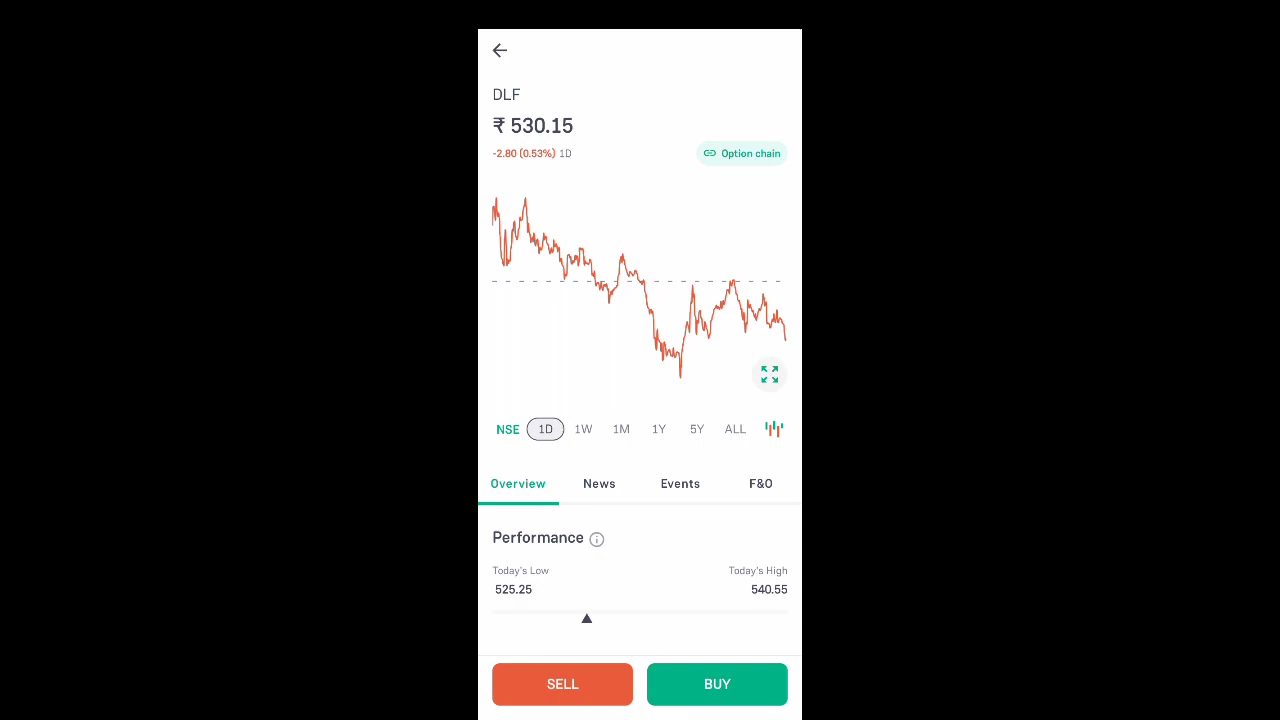 DLF
₹ 530.15
-2.80 (0.53%) 1D
Option chain
NSE 1D 1W 1M 1Y 5Y ALL
Overview News Events F&O
Performance
Today's Low Today's High
525.25 540.55
SELL BUY